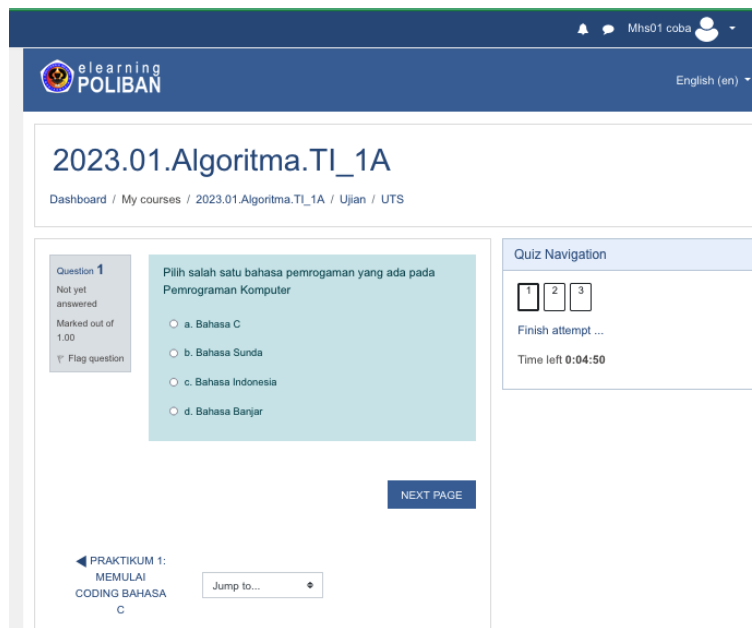 Mhs01 coba
elearning
POLIBAN
English (en)
2023.01.Algoritma.TI_1A
Dashboard / My courses / 2023.01.Algoritma.TI_1A / Ujian / UTS
Question 1
Not yet
answered
Marked out of
1.00
Flag question
Pilih salah satu bahasa pemrogaman yang ada pada
Pemrograman Komputer
a. Bahasa C
b. Bahasa Sunda
c. Bahasa Indonesia
d. Bahasa Banjar
NEXT PAGE
PRAKTIKUM 1:
MEMULAI
CODING BAHASA
C
Jump to...
Quiz Navigation
1 2 3
Finish attempt ...
Time left 0:04:50